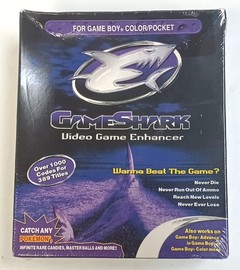 FOR GAME BOY COLOR/POCKET
GAMESHARK
Video Game Enhancer
Over 1000
Codes For
389 Titles
Wanna Beat The Game?
Never Die
Never Run Out Of Ammo
Reach New Levels
Never Ever Lose
CATCH ANY
POKÉMON
INFINITE RARE CANDIES, MASTER BALLS AND MORE!!
Also works on
Game Boy Advance
in Game Boy
Game Boy Color mode